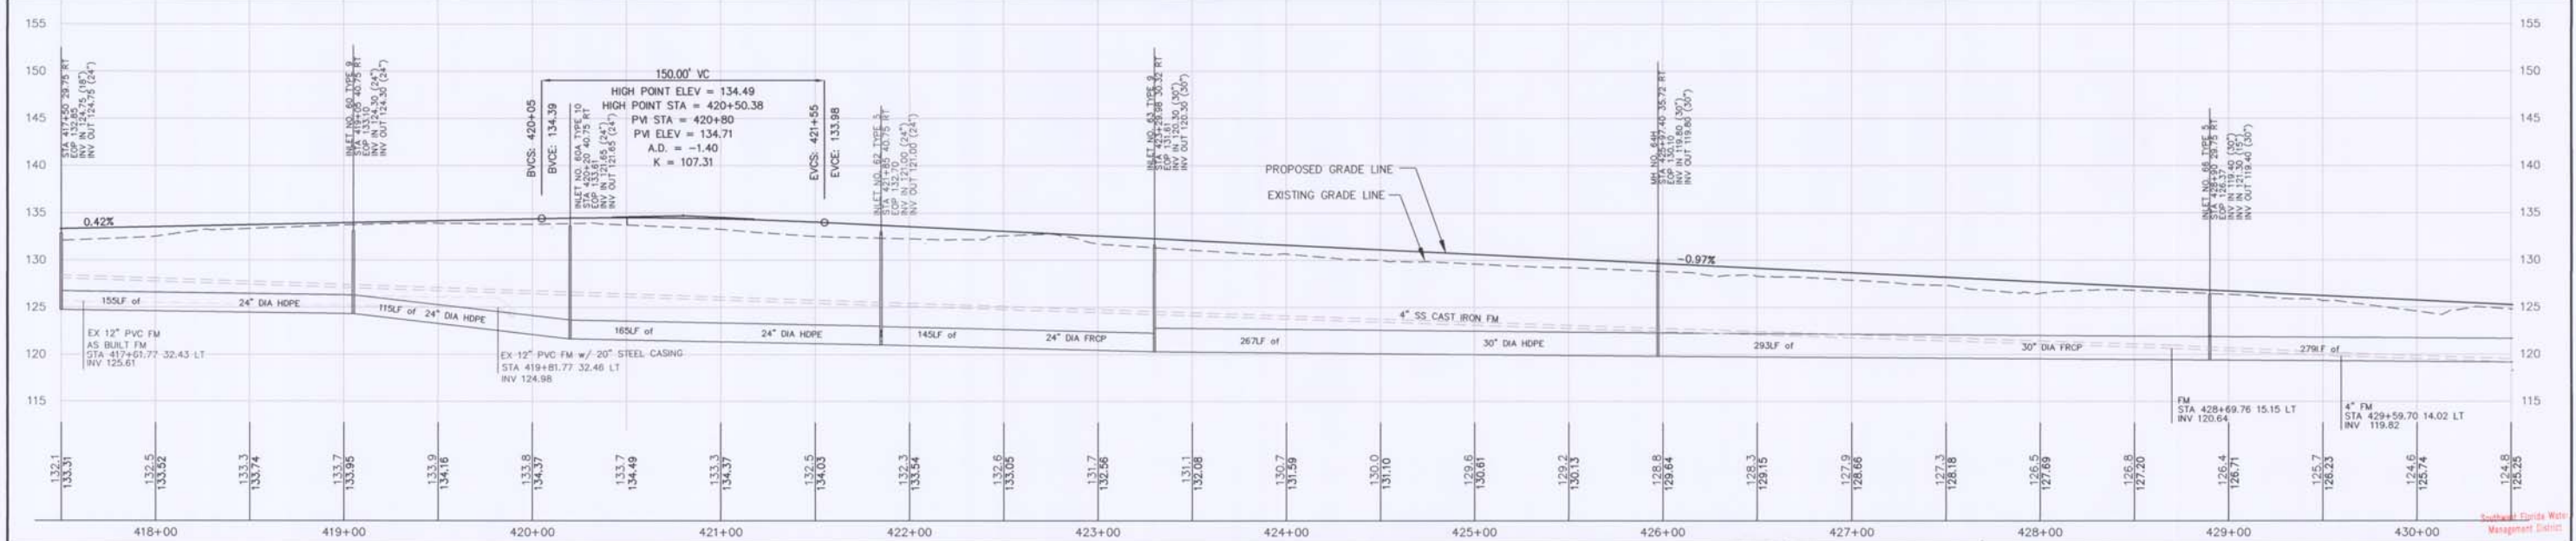 155
150
145
140
135
130
125
120
115
STA 417+50 29.75 RT
EOP 132.85
INV IN 124.75 (18")
INV OUT 124.75 (24")
INLET NO. 60 TYPE 9
STA 419+05 40.75 RT
EOP 133.10
INV IN 124.30 (24")
INV OUT 124.30 (24")
150.00' VC
HIGH POINT ELEV = 134.49
HIGH POINT STA = 420+50.38
PVI STA = 420+80
PVI ELEV = 134.71
A.D. = -1.40
K = 107.31
BVCS: 420+05
BVCE: 134.39
INLET NO. 60A TYPE 10
STA 420+20 40.75 RT
EOP 133.61
INV IN 121.65 (24")
INV OUT 121.65 (24")
EVCS: 421+55
EVCE: 133.98
INLET NO. 62 TYPE 5
STA 421+85 40.75 RT
EOP 132.70
INV IN 121.00 (24")
INV OUT 121.00 (24")
INLET NO. 63 TYPE 9
STA 423+29.98 30.32 RT
EOP 131.61
INV IN 120.30 (30")
INV OUT 120.30 (30")
PROPOSED GRADE LINE
EXISTING GRADE LINE
MH NO. 64H
STA 425+97.40 35.72 RT
EOP 130.10
INV IN 119.80 (30")
INV OUT 119.80 (30")
INLET NO. 66 TYPE 5
STA 428+90 29.75 RT
EOP 126.37
INV IN 119.40 (30")
INV IN 121.30 (15")
INV OUT 119.40 (30")
155
150
145
140
135
130
125
120
115
0.42%
-0.97%
155LF of 24" DIA HDPE
115LF of 24" DIA HDPE
165LF of 24" DIA HDPE
145LF of 24" DIA FRCP
4" SS CAST IRON FM
267LF of 30" DIA HDPE
293LF of 30" DIA FRCP
279LF of
EX 12" PVC FM
AS BUILT FM
STA 417+61.77 32.43 LT
INV 125.61
EX 12" PVC FM w/ 20" STEEL CASING
STA 419+81.77 32.46 LT
INV 124.98
FM
STA 428+69.76 15.15 LT
INV 120.64
4" FM
STA 429+59.70 14.02 LT
INV 119.82
132.1
133.31
132.5
133.52
133.3
133.74
133.7
133.95
133.9
134.16
133.8
134.37
133.7
134.49
133.3
134.37
132.5
134.03
132.3
133.54
132.6
133.05
131.7
132.56
131.1
132.08
130.7
131.59
130.0
131.10
129.6
130.61
129.2
130.13
128.8
129.64
128.3
129.15
127.9
128.66
127.3
128.18
126.5
127.69
126.8
127.20
126.4
126.71
125.7
126.23
124.6
125.74
124.8
125.25
418+00
419+00
420+00
421+00
422+00
423+00
424+00
425+00
426+00
427+00
428+00
429+00
430+00
Southwest Florida Water
Management District